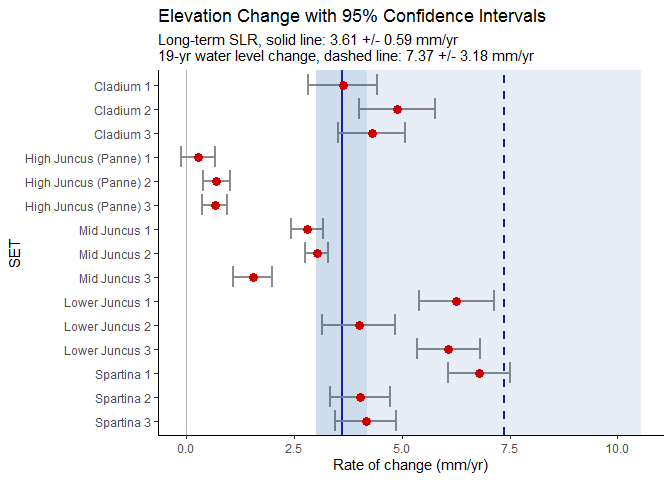 Elevation Change with 95% Confidence Intervals
Long-term SLR, solid line: 3.61 +/- 0.59 mm/yr
19-yr water level change, dashed line: 7.37 +/- 3.18 mm/yr
SET
Cladium 1
Cladium 2
Cladium 3
High Juncus (Panne) 1
High Juncus (Panne) 2
High Juncus (Panne) 3
Mid Juncus 1
Mid Juncus 2
Mid Juncus 3
Lower Juncus 1
Lower Juncus 2
Lower Juncus 3
Spartina 1
Spartina 2
Spartina 3
0.0 2.5 5.0 7.5 10.0
Rate of change (mm/yr)